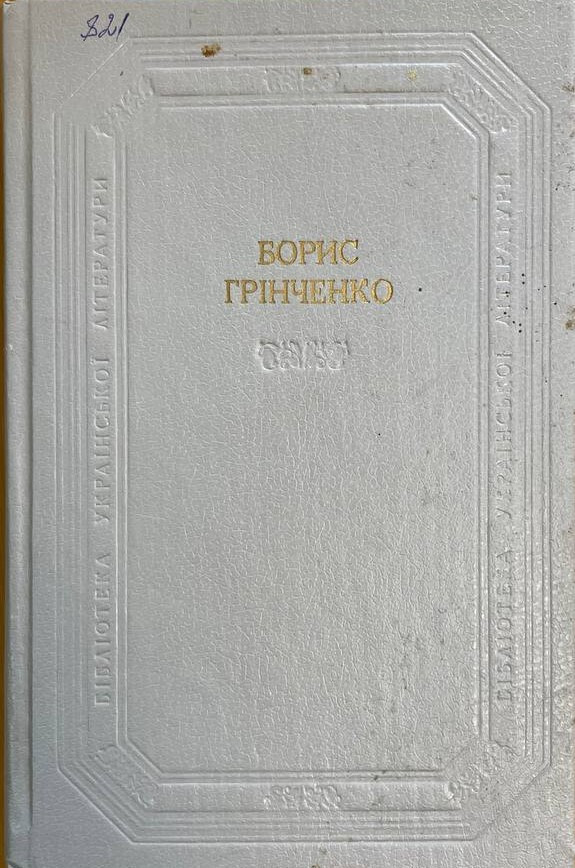 821
БОРИС
ГРІНЧЕНКО
БІБЛІОТЕКА УКРАЇНСЬКОЇ ЛІТЕРАТУРИ
БІБЛІОТЕКА УКРАЇНСЬКОЇ ЛІТЕРАТУРИ